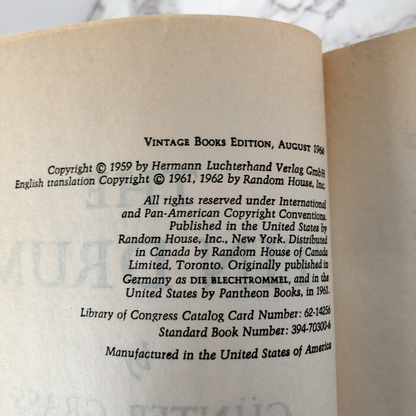 VINTAGE BOOKS EDITION, AUGUST 1964
Copyright © 1959 by Hermann Luchterhand Verlag GmbH
English translation Copyright © 1961, 1962 by Random House, Inc.
All rights reserved under International
and Pan-American Copyright Conventions.
Published in the United States by
Random House, Inc., New York. Distributed
in Canada by Random House of Canada
Limited, Toronto. Originally published in
Germany as DIE BLECHTROMMEL, and in the
United States by Pantheon Books, in 1963.
Library of Congress Catalog Card Number: 62-14256
Standard Book Number: 394-70300-6
Manufactured in the United States of America